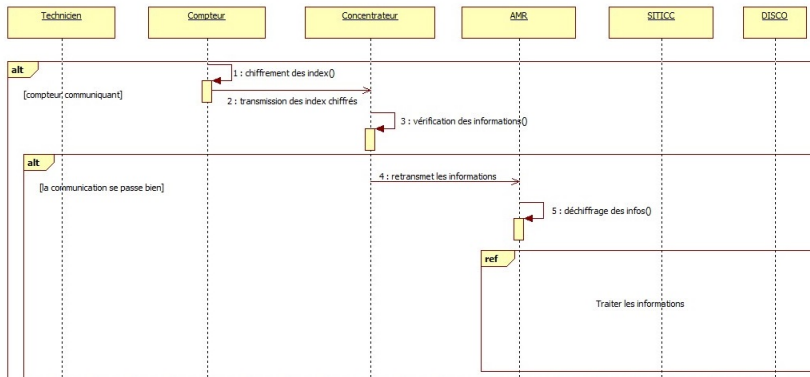 Technicien
Compteur
Concentrateur
AMR
SITICC
DISCO
alt
1 : chiffrement des index()
[compteur communiquant]
2 : transmission des index chiffrés
3 : vérification des informations()
alt
[la communication se passe bien]
4 : retransmet les informations
5 : déchiffrage des infos()
ref
Traiter les informations